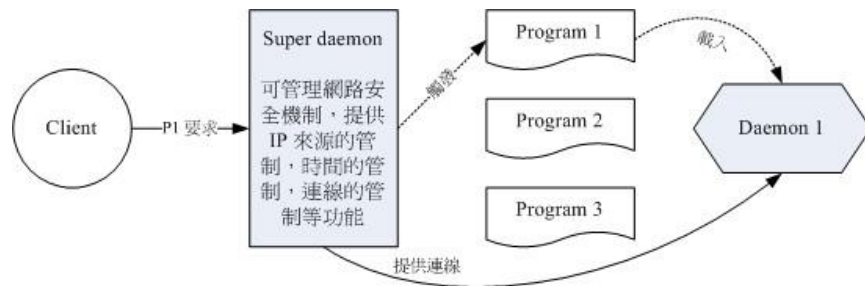 Client
P1 要求
Super daemon
可管理網路安
全機制，提供
IP 來源的管
制，時間的管
制，連線的管
制等功能
觸發
Program 1
Program 2
Program 3
載入
Daemon 1
提供連線